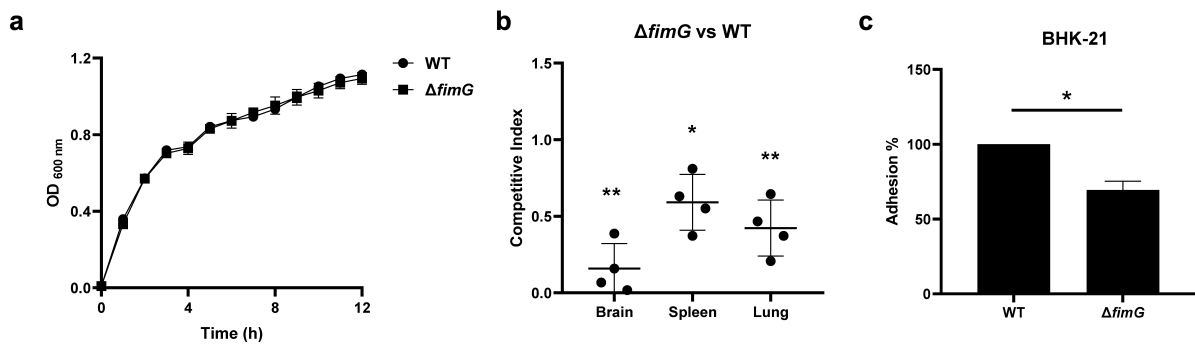 a
1.2
0.8
0.4
0.0
OD 600 nm
0
4
8
12
Time (h)
WT
ΔfimG
b
ΔfimG vs WT
1.5
1.0
0.5
0.0
Competitive Index
**
*
**
Brain
Spleen
Lung
c
BHK-21
150
100
50
0
Adhesion %
*
WT
ΔfimG